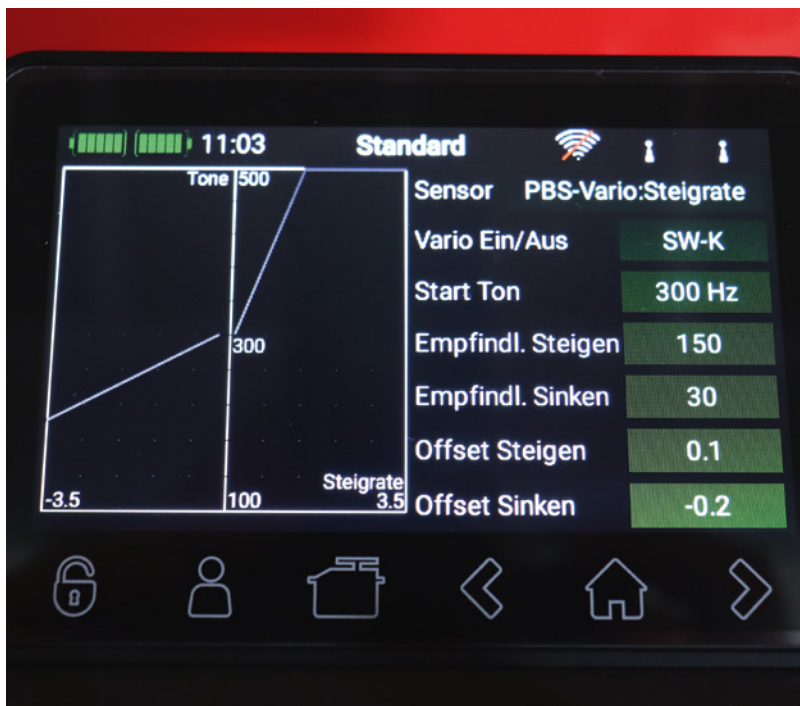 11:03
Standard
Tone 500
300
-3.5
100
Steigrate
3.5
Sensor PBS-Vario:Steigrate
Vario Ein/Aus SW-K
Start Ton 300 Hz
Empfindl. Steigen 150
Empfindl. Sinken 30
Offset Steigen 0.1
Offset Sinken -0.2